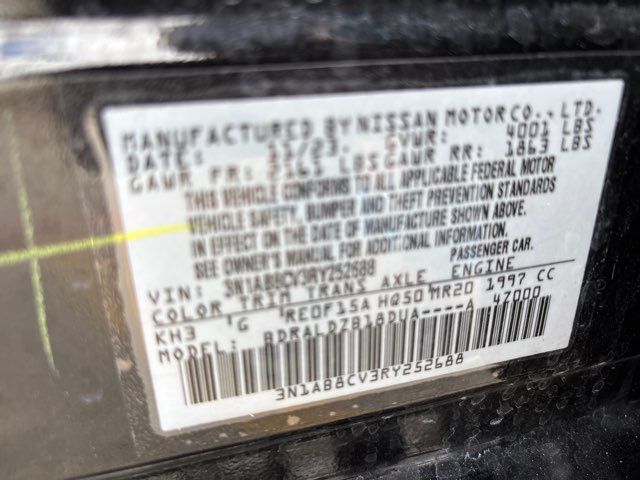 MANUFACTURED BY NISSAN MOTOR CO., LTD.
DATE: 11/23 GVWR: 4001 LBS
GAWR FR: LBS GAWR RR: 1863 LBS
THIS VEHICLE CONFORMS TO ALL APPLICABLE FEDERAL MOTOR
VEHICLE SAFETY, BUMPER AND THEFT PREVENTION STANDARDS
IN EFFECT ON THE DATE OF MANUFACTURE SHOWN ABOVE.
SEE OWNER'S MANUAL FOR ADDITIONAL INFORMATION.
VIN: 3N1AB8CV3RY252688 PASSENGER CAR.
COLOR TRIM TRANS AXLE ENGINE
KH3 G RE0F15A HQ50 MR20 1997 CC
MODEL: BDRALDZB18DUA----A 47000
3N1AB8CV3RY252688